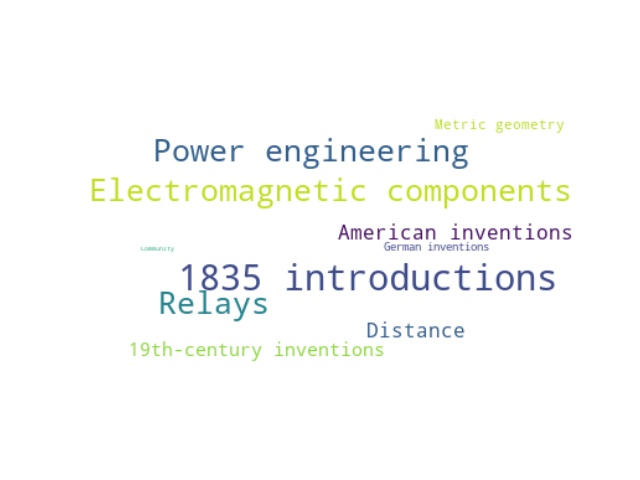 Metric geometry
Power engineering
Electromagnetic components
American inventions
Community
German inventions
1835 introductions
Relays
Distance
19th-century inventions